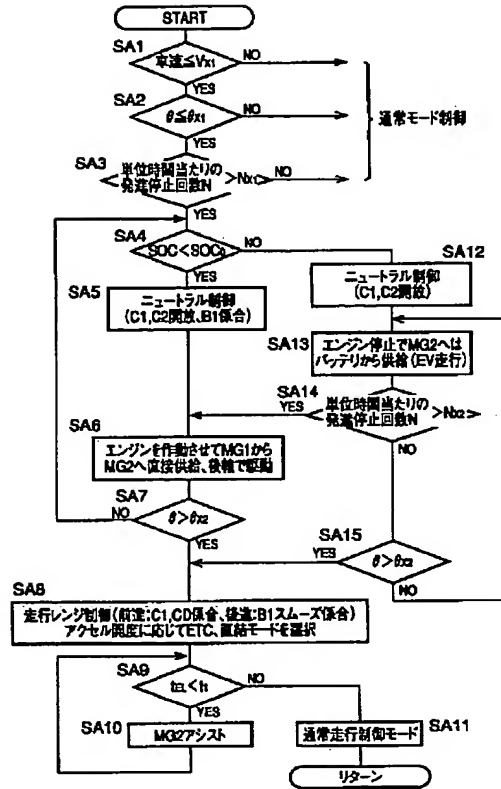 START
SA1
車速≦Vx1
NO
YES
SA2
θ≦θx1
NO
YES
通常モード制御
SA3
単位時間当たりの
発進停止回数N
>Nx1
NO
YES
SA4
SOC<SOC
NO
YES
SA12
ニュートラル制御
(C1,C2開放)
SA5
ニュートラル制御
(C1,C2開放、B1係合)
SA13
エンジン停止でMG2へは
バッテリから供給(EV走行)
SA14
YES
単位時間当たりの
発進停止回数N
>Nx2
NO
SA6
エンジンを作動させてMG1から
MG2へ直接供給、後輪で駆動
SA7
NO
θ>θx2
YES
SA15
YES
θ>θx2
NO
SA8
走行レンジ制御(前進:C1,CD係合、後進:B1スムーズ係合)
アクセル開度に応じてETC、直結モードを選択
SA9
NO
YES
SA10
MG2アシスト
通常走行制御モード
SA11
リターン